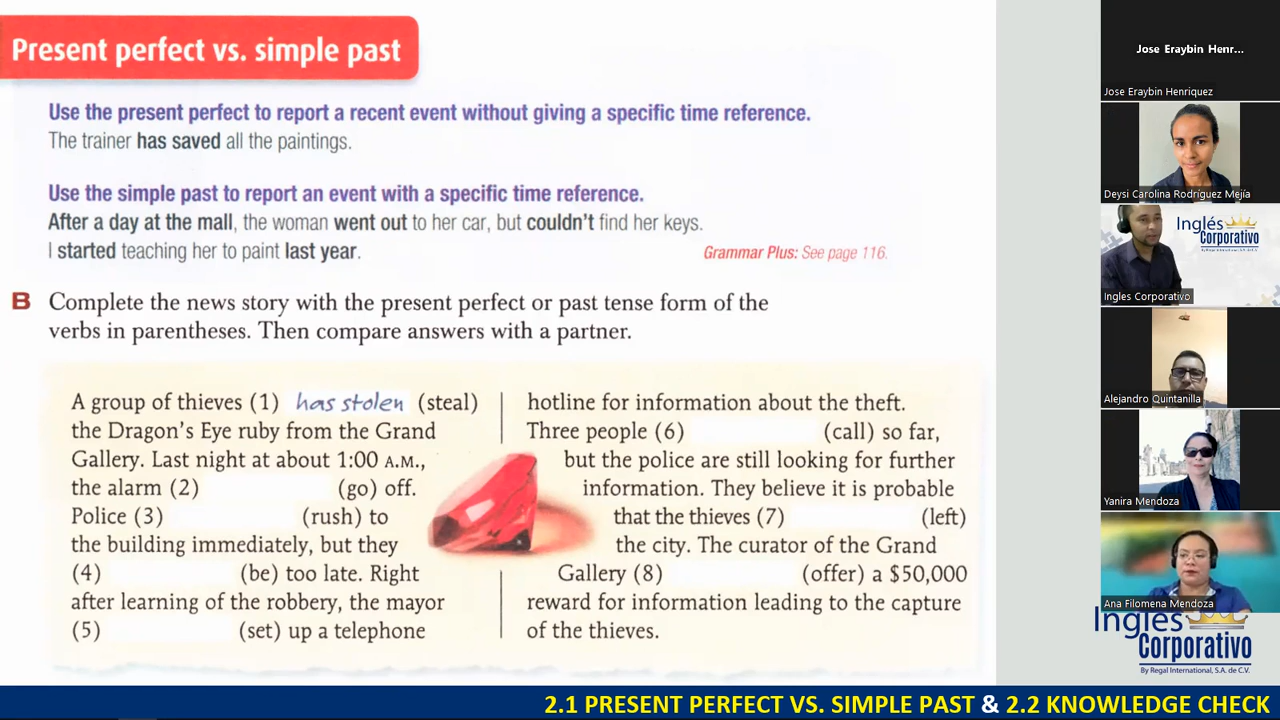 Present perfect vs. simple past
Use the present perfect to report a recent event without giving a specific time reference.
The trainer has saved all the paintings.
Use the simple past to report an event with a specific time reference.
After a day at the mall, the woman went out to her car, but couldn't find her keys.
I started teaching her to paint last year.
Grammar Plus: See page 116.
B Complete the news story with the present perfect or past tense form of the
verbs in parentheses. Then compare answers with a partner.
A group of thieves (1) has stolen (steal)
the Dragon's Eye ruby from the Grand
Gallery. Last night at about 1:00 A.M.,
the alarm (2) (go) off.
Police (3) (rush) to
the building immediately, but they
(4) (be) too late. Right
after learning of the robbery, the mayor
(5) (set) up a telephone
hotline for information about the theft.
Three people (6) (call) so far,
but the police are still looking for further
information. They believe it is probable
that the thieves (7) (left)
the city. The curator of the Grand
Gallery (8) (offer) a $50,000
reward for information leading to the capture
of the thieves.
Jose Eraybin Henr...
Jose Eraybin Henriquez
Deysi Carolina Rodríguez Mejía
Inglés
Corporativo
By Regal International, S.A. de C.V.
Ingles Corporativo
Alejandro Quintanilla
Yanira Mendoza
Ana Filomena Mendoza
Inglés
Corporativo
By Regal International, S.A. de C.V.
2.1 PRESENT PERFECT VS. SIMPLE PAST & 2.2 KNOWLEDGE CHECK